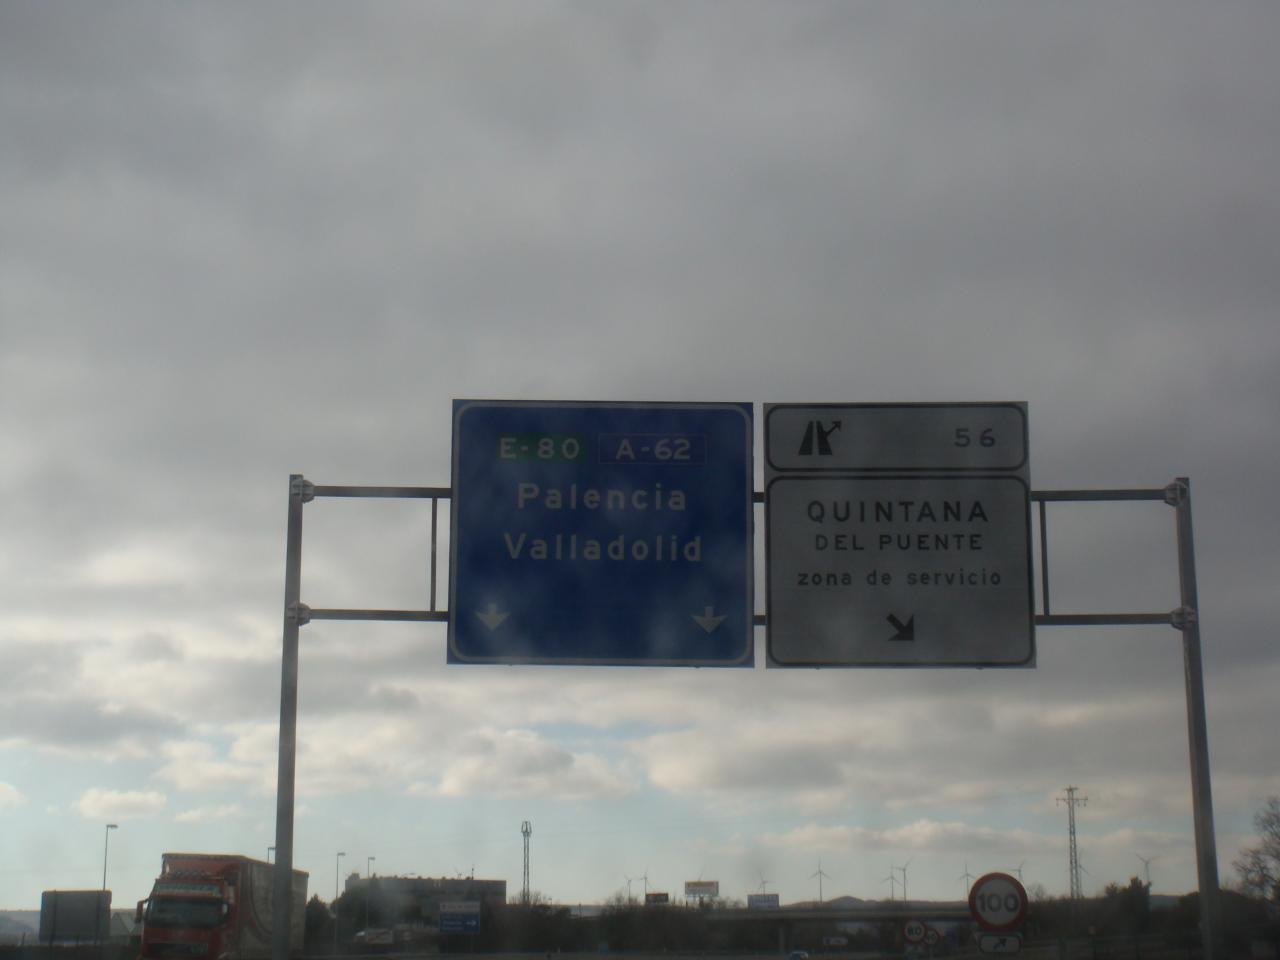 E-80 A-62
Palencia
Valladolid
56
QUINTANA
DEL PUENTE
zona de servicio
100
80